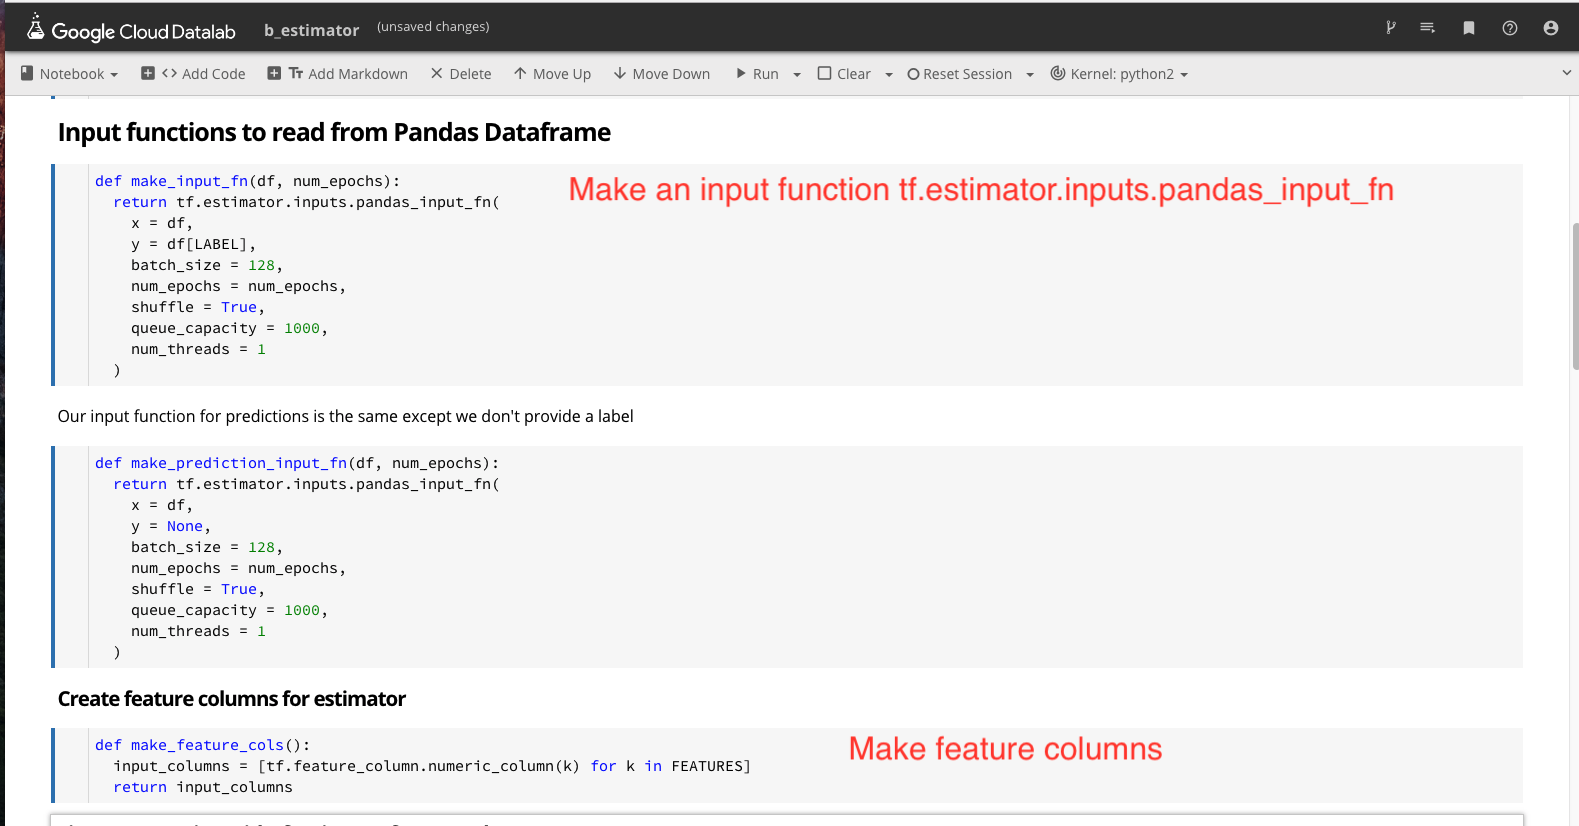 Google Cloud Datalab b_estimator (unsaved changes)
Notebook Add Code Tr Add Markdown Delete Move Up Move Down Run Clear Reset Session Kernel: python2
Input functions to read from Pandas Dataframe
def make_input_fn(df, num_epochs):
Make an input function tf.estimator.inputs.pandas_input_fn
return tf.estimator.inputs.pandas_input_fn(
x = df,
y = df[LABEL],
batch_size = 128,
num_epochs = num_epochs,
shuffle = True,
queue_capacity = 1000,
num_threads = 1
)
Our input function for predictions is the same except we don't provide a label
def make_prediction_input_fn(df, num_epochs):
return tf.estimator.inputs.pandas_input_fn(
x = df,
y = None,
batch_size = 128,
num_epochs = num_epochs,
shuffle = True,
queue_capacity = 1000,
num_threads = 1
)
Create feature columns for estimator
def make_feature_cols():
Make feature columns
input_columns = [tf.feature_column.numeric_column(k) for k in FEATURES]
return input_columns